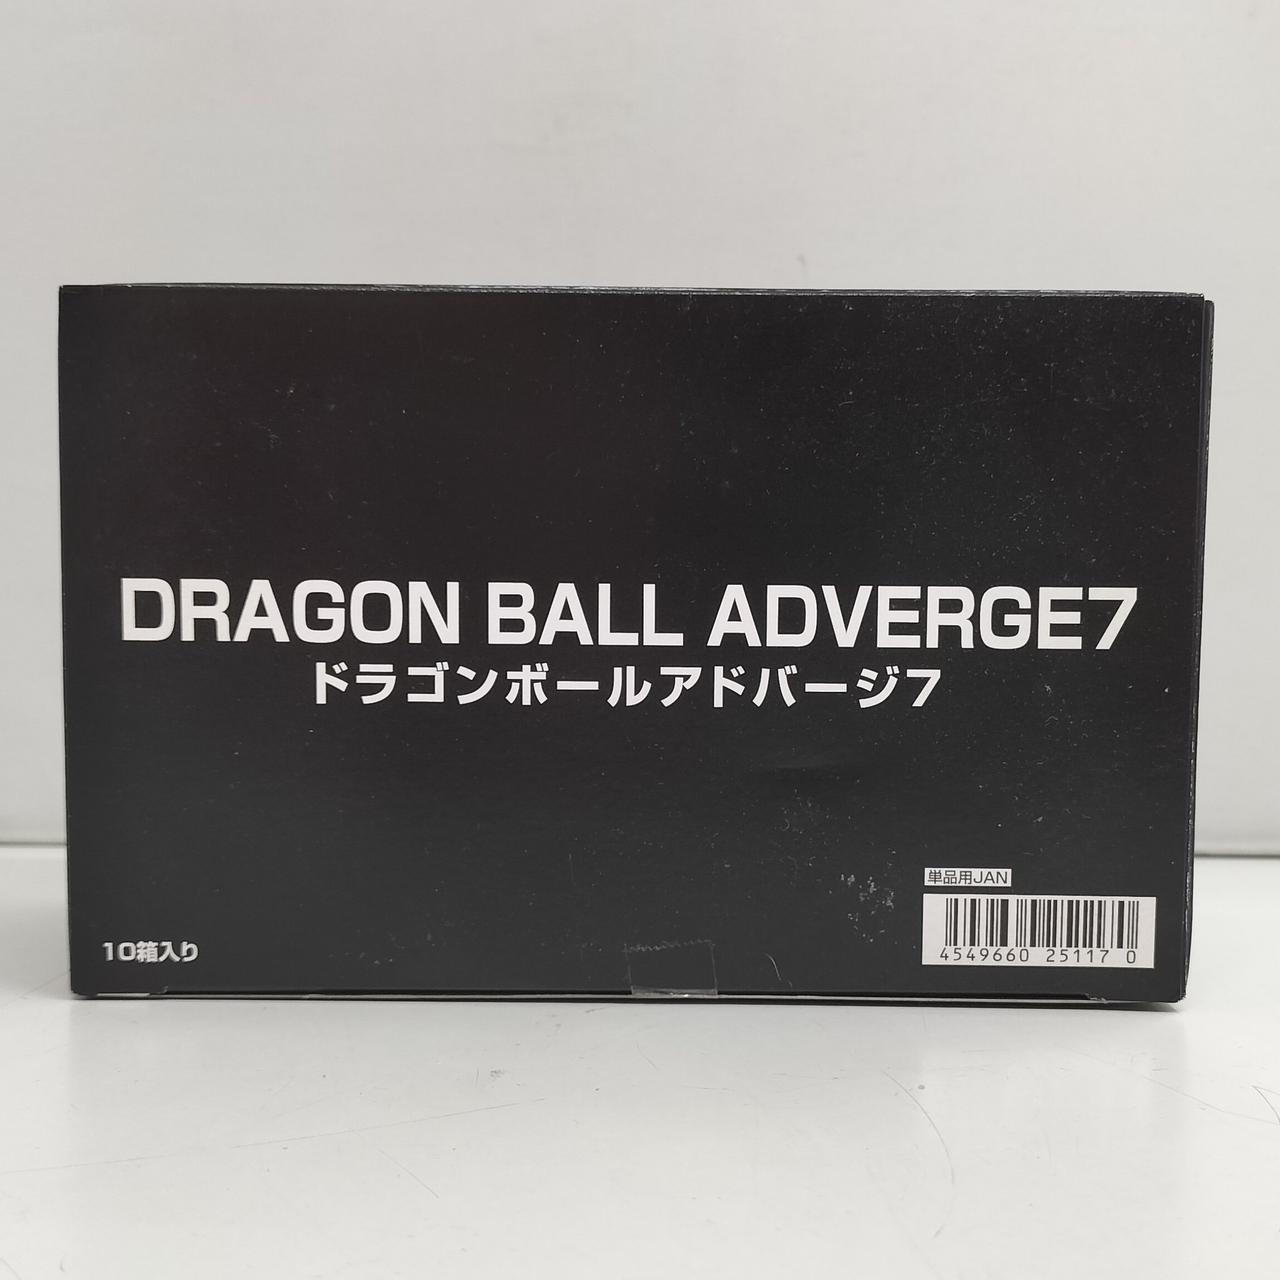 DRAGON BALL ADVERGE7
ドラゴンボールアドバージ7
単品用JAN
10箱入り
4549660 25117 0